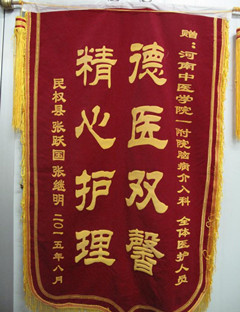 赠:河南中医学院一附院脑病介入科 全体医护人员
德医双馨
精心护理
民权县 张跃国 张继明 二〇一五年八月